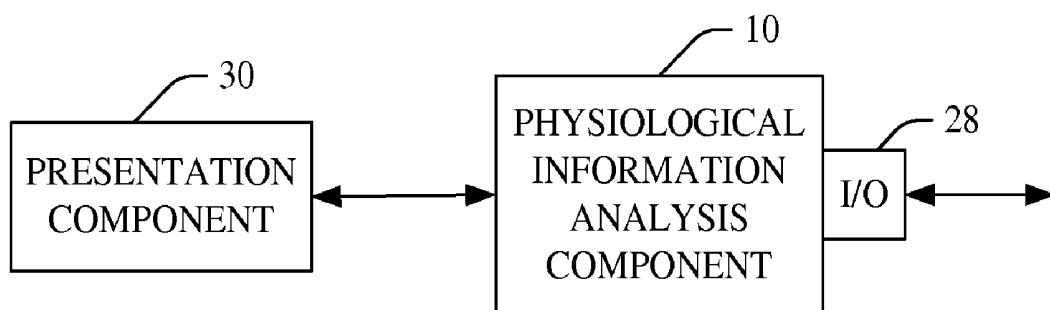 30
PRESENTATION
COMPONENT
10
PHYSIOLOGICAL
INFORMATION
ANALYSIS
COMPONENT
28
I/O